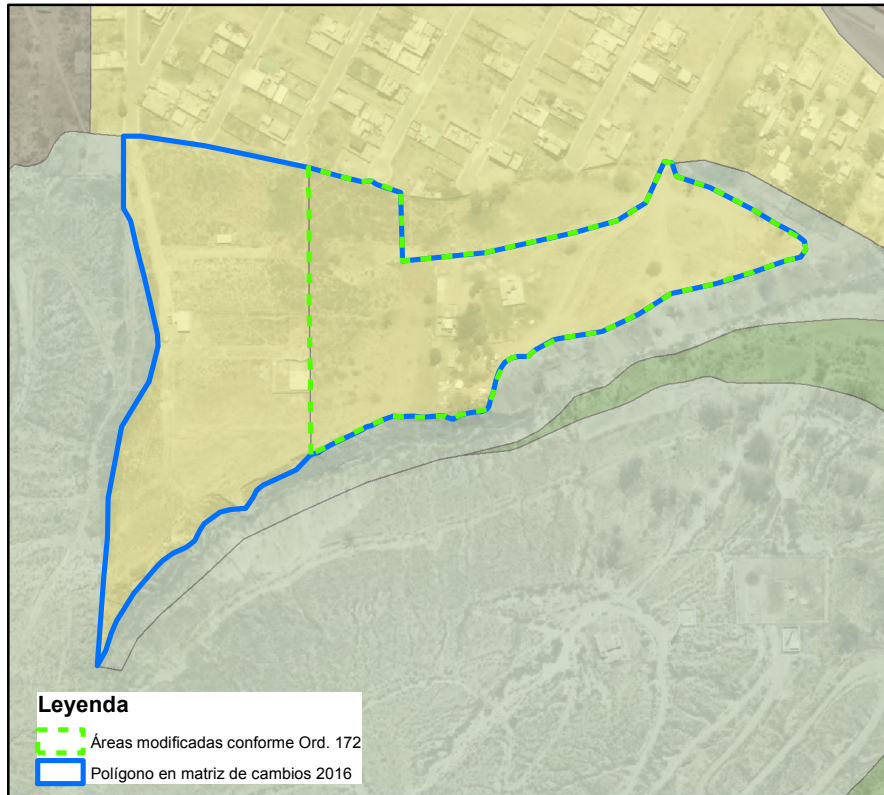 Leyenda
Áreas modificadas conforme Ord. 172
Polígono en matriz de cambios 2016